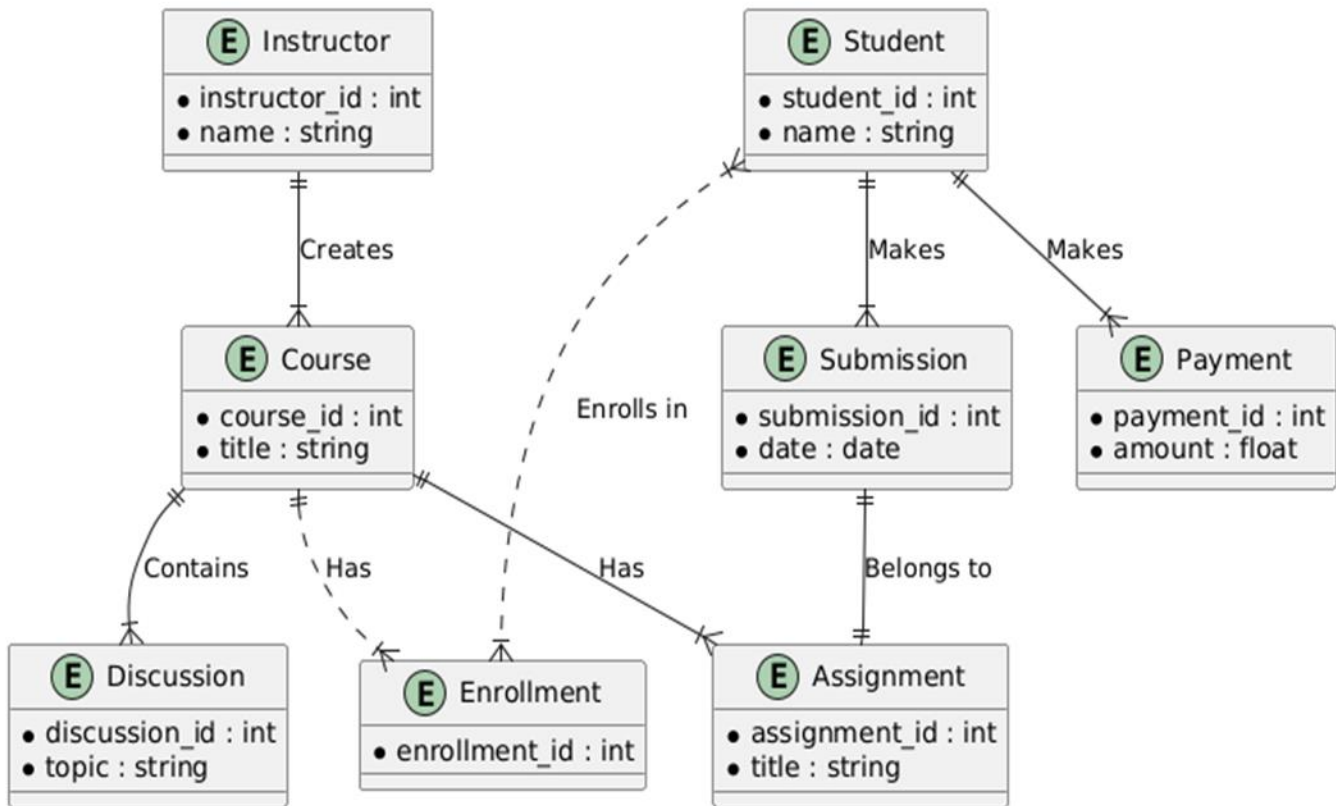 E Instructor
• instructor_id : int
• name : string
E Student
• student_id : int
• name : string
Creates
Makes
Makes
E Course
• course_id : int
• title : string
Enrolls in
E Submission
• submission_id : int
• date : date
E Payment
• payment_id : int
• amount : float
Contains
Has
Has
Belongs to
E Discussion
• discussion_id : int
• topic : string
E Enrollment
• enrollment_id : int
E Assignment
• assignment_id : int
• title : string